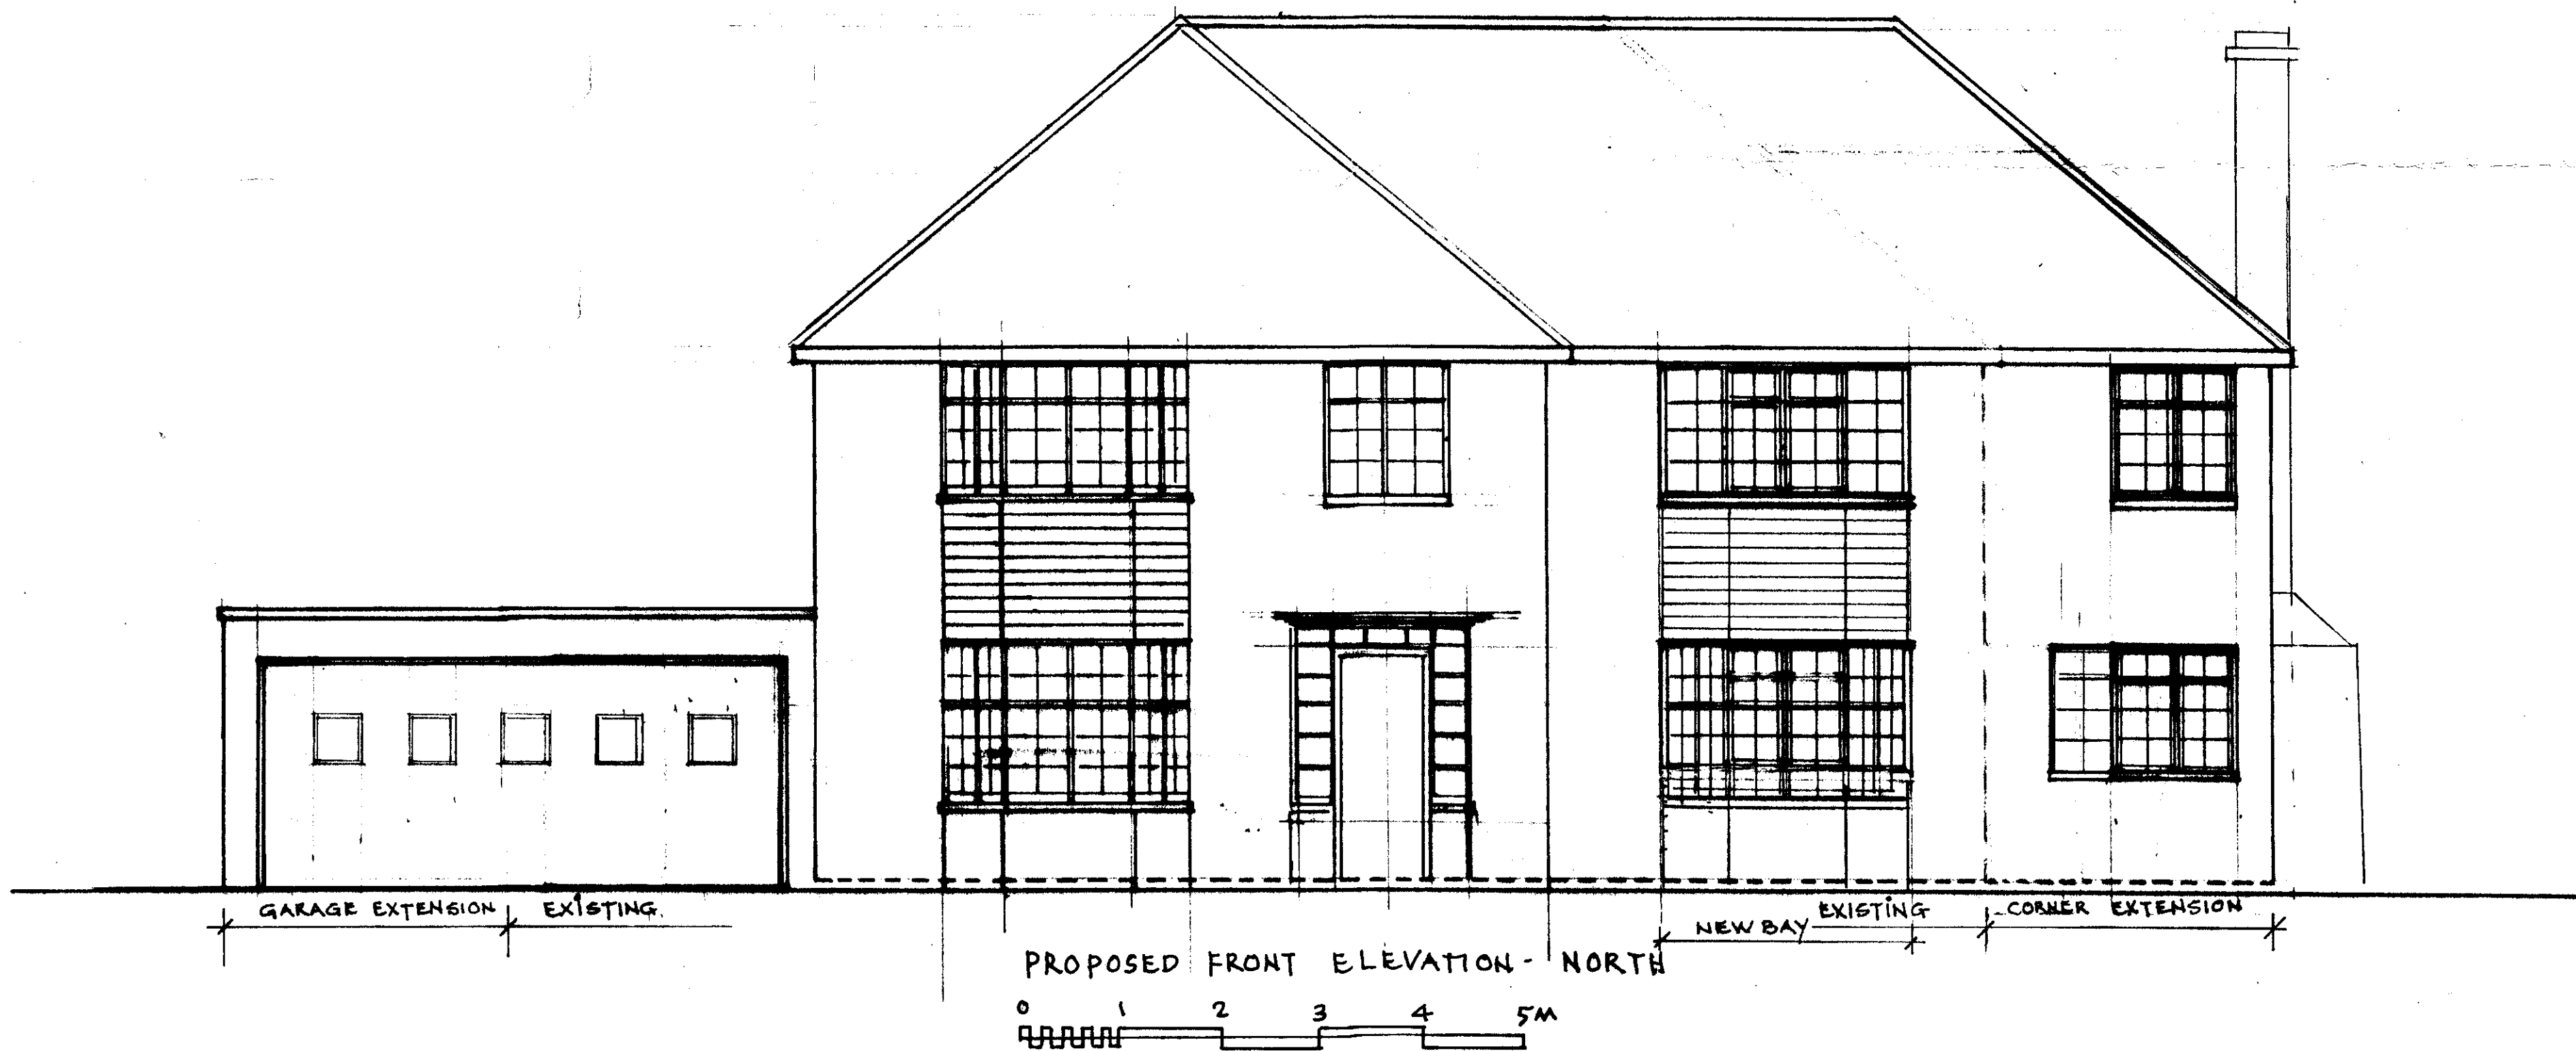 GARAGE EXTENSION EXISTING.
EXISTING CORNER EXTENSION
NEW BAY
PROPOSED FRONT ELEVATION - NORTH
0 1 2 3 4 5M